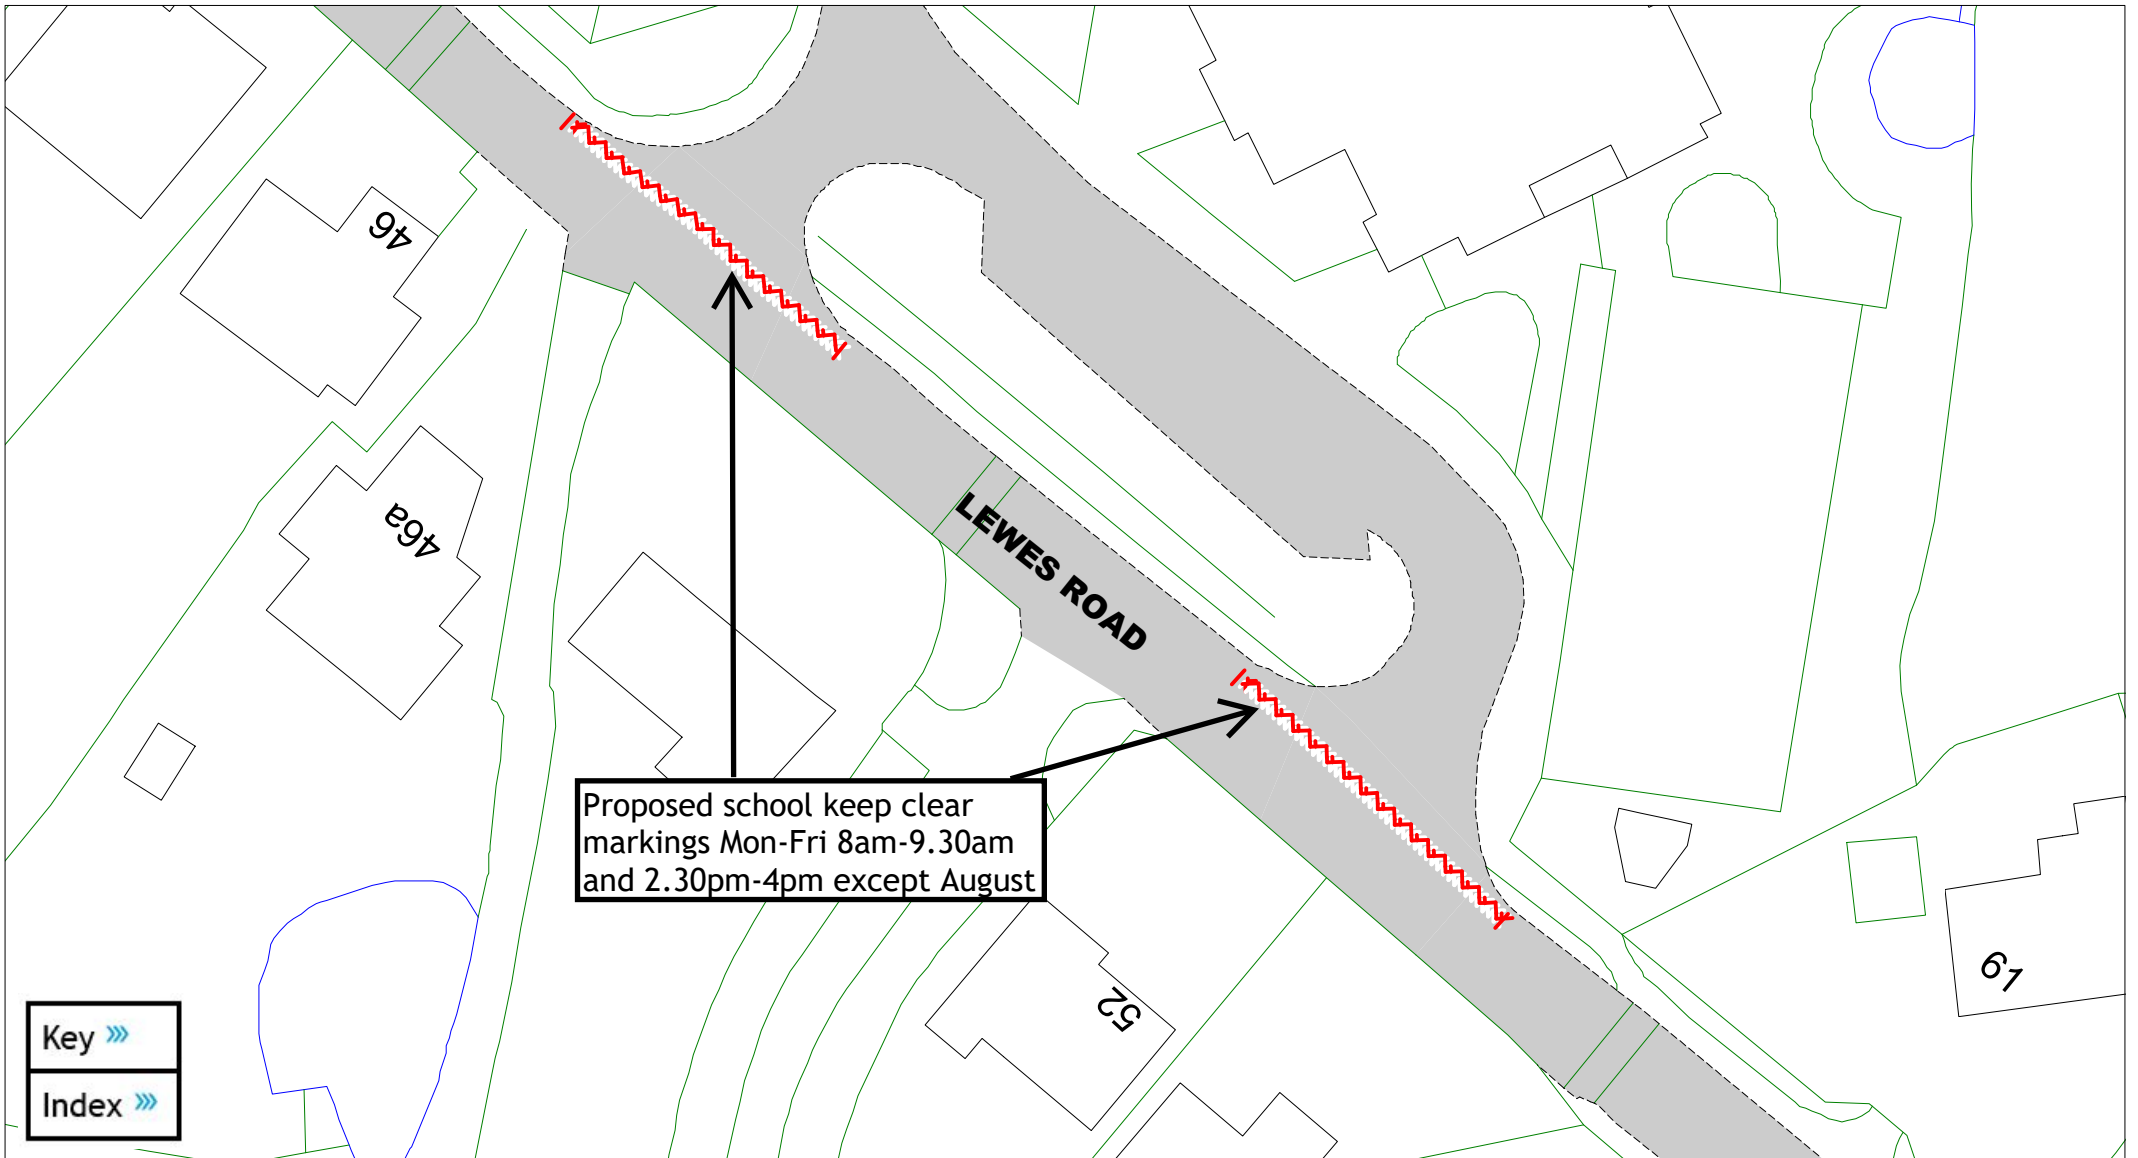 46
46a
LEWES ROAD
Proposed school keep clear
markings Mon-Fri 8am-9.30am
and 2.30pm-4pm except August
52
61
Key »»
Index »»